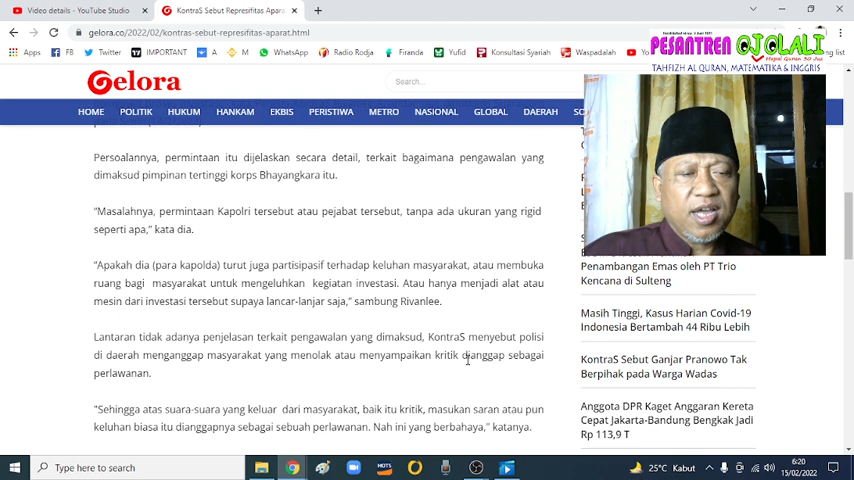 Video details - YouTube Studio
KontraS Sebut Represifitas Aparat
gelora.co/2022/02/kontras-sebut-represifitas-aparat.html
Apps FB Twitter IMPORTANT A M WhatsApp Radio Rodja Firanda Yufid Konsultasi Syariah Waspadalah
PESANTREN OJOLALI
Hapal Quran 30 Juz
TAHFIZH AL QURAN, MATEMATIKA & INGGRIS
Gelora
Search...
HOME POLITIK HUKUM HANKAM EKBIS PERISTIWA METRO NASIONAL GLOBAL DAERAH
Persoalannya, permintaan itu dijelaskan secara detail, terkait bagaimana pengawalan yang
dimaksud pimpinan tertinggi korps Bhayangkara itu.
"Masalahnya, permintaan Kapolri tersebut atau pejabat tersebut, tanpa ada ukuran yang rigid
seperti apa," kata dia.
"Apakah dia (para kapolda) turut juga partisipasif terhadap keluhan masyarakat, atau membuka
ruang bagi masyarakat untuk mengeluhkan kegiatan investasi. Atau hanya menjadi alat atau
mesin dari investasi tersebut supaya lancar-lanjar saja," sambung Rivanlee.
Lantaran tidak adanya penjelasan terkait pengawalan yang dimaksud, KontraS menyebut polisi
di daerah menganggap masyarakat yang menolak atau menyampaikan kritik dianggap sebagai
perlawanan.
"Sehingga atas suara-suara yang keluar dari masyarakat, baik itu kritik, masukan saran atau pun
keluhan biasa itu dianggapnya sebagai sebuah perlawanan. Nah ini yang berbahaya," katanya.
Penambangan Emas oleh PT Trio
Kencana di Sulteng
Masih Tinggi, Kasus Harian Covid-19
Indonesia Bertambah 44 Ribu Lebih
KontraS Sebut Ganjar Pranowo Tak
Berpihak pada Warga Wadas
Anggota DPR Kaget Anggaran Kereta
Cepat Jakarta-Bandung Bengkak Jadi
Rp 113,9 T
Type here to search
MOTS
25°C Kabut
6:20
15/02/2022